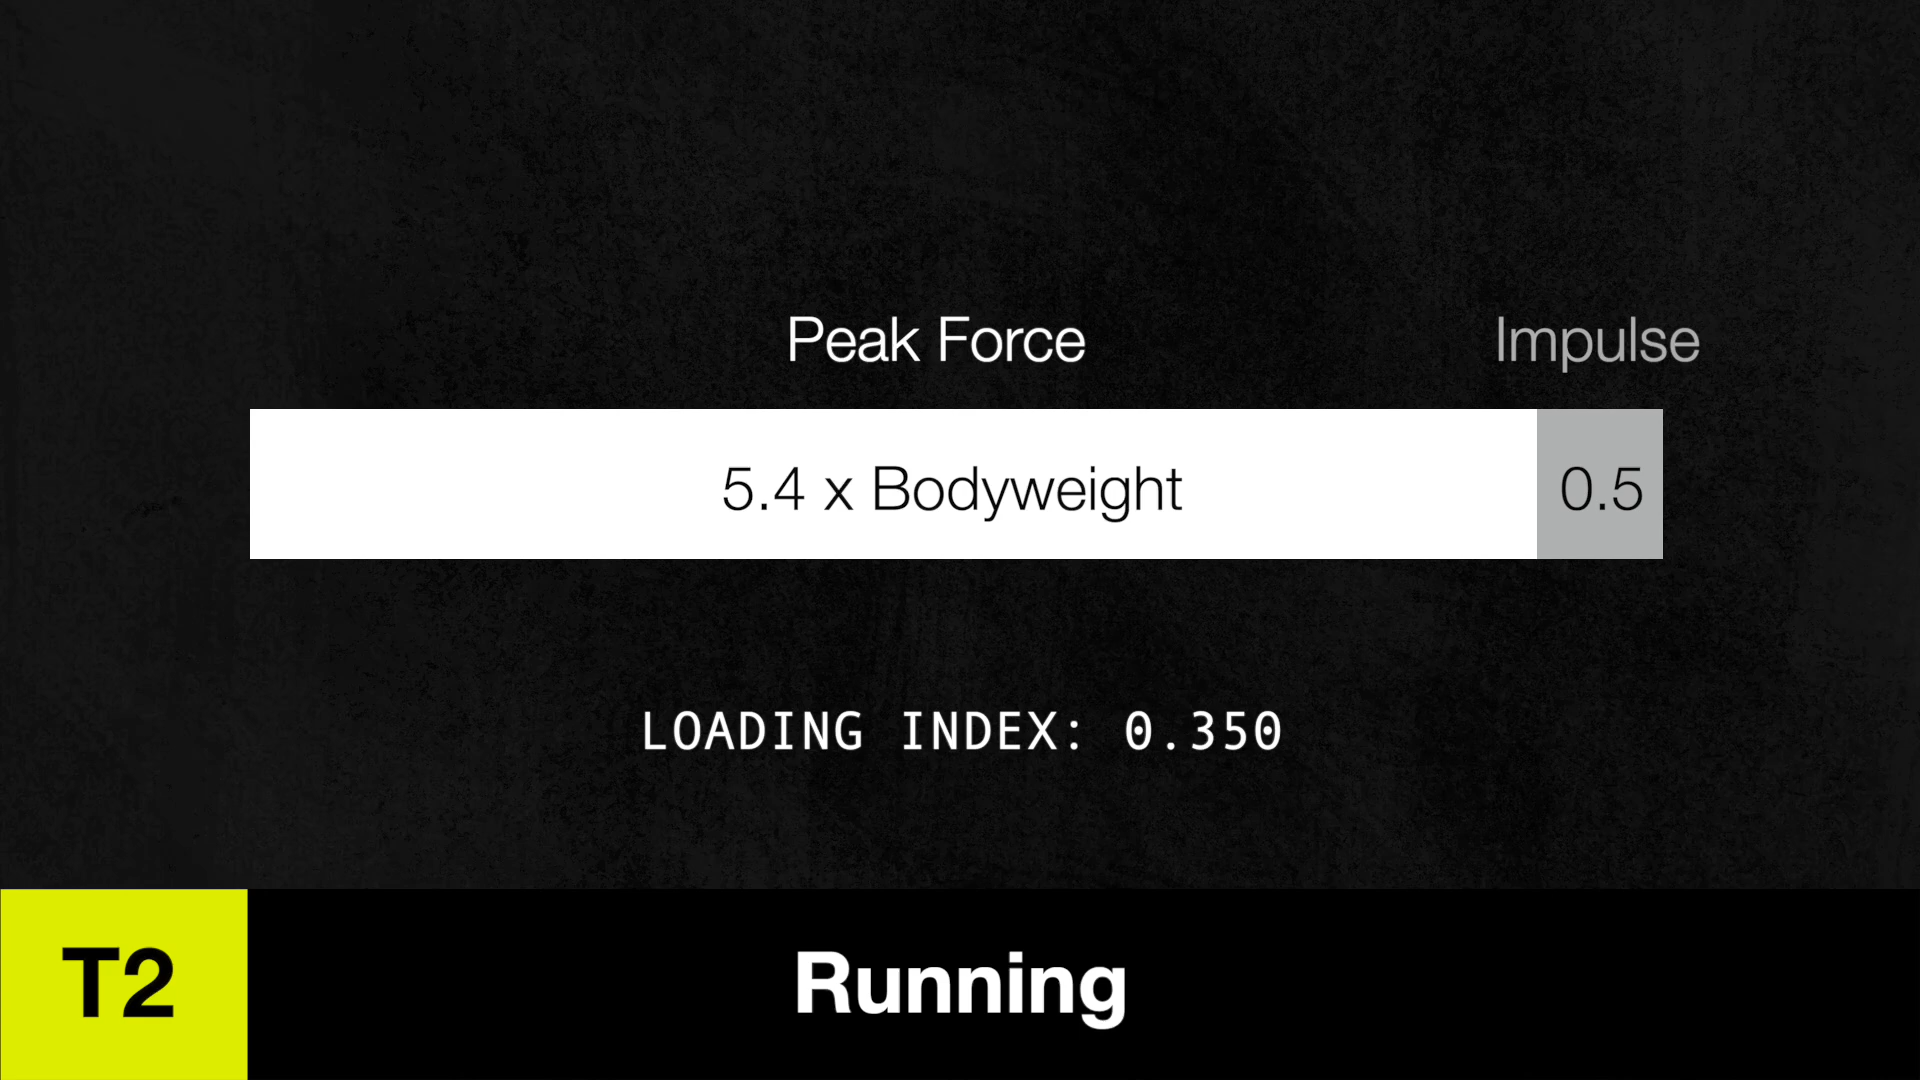 Peak Force Impulse
5.4 x Bodyweight 0.5
LOADING INDEX: 0.350
T2 Running